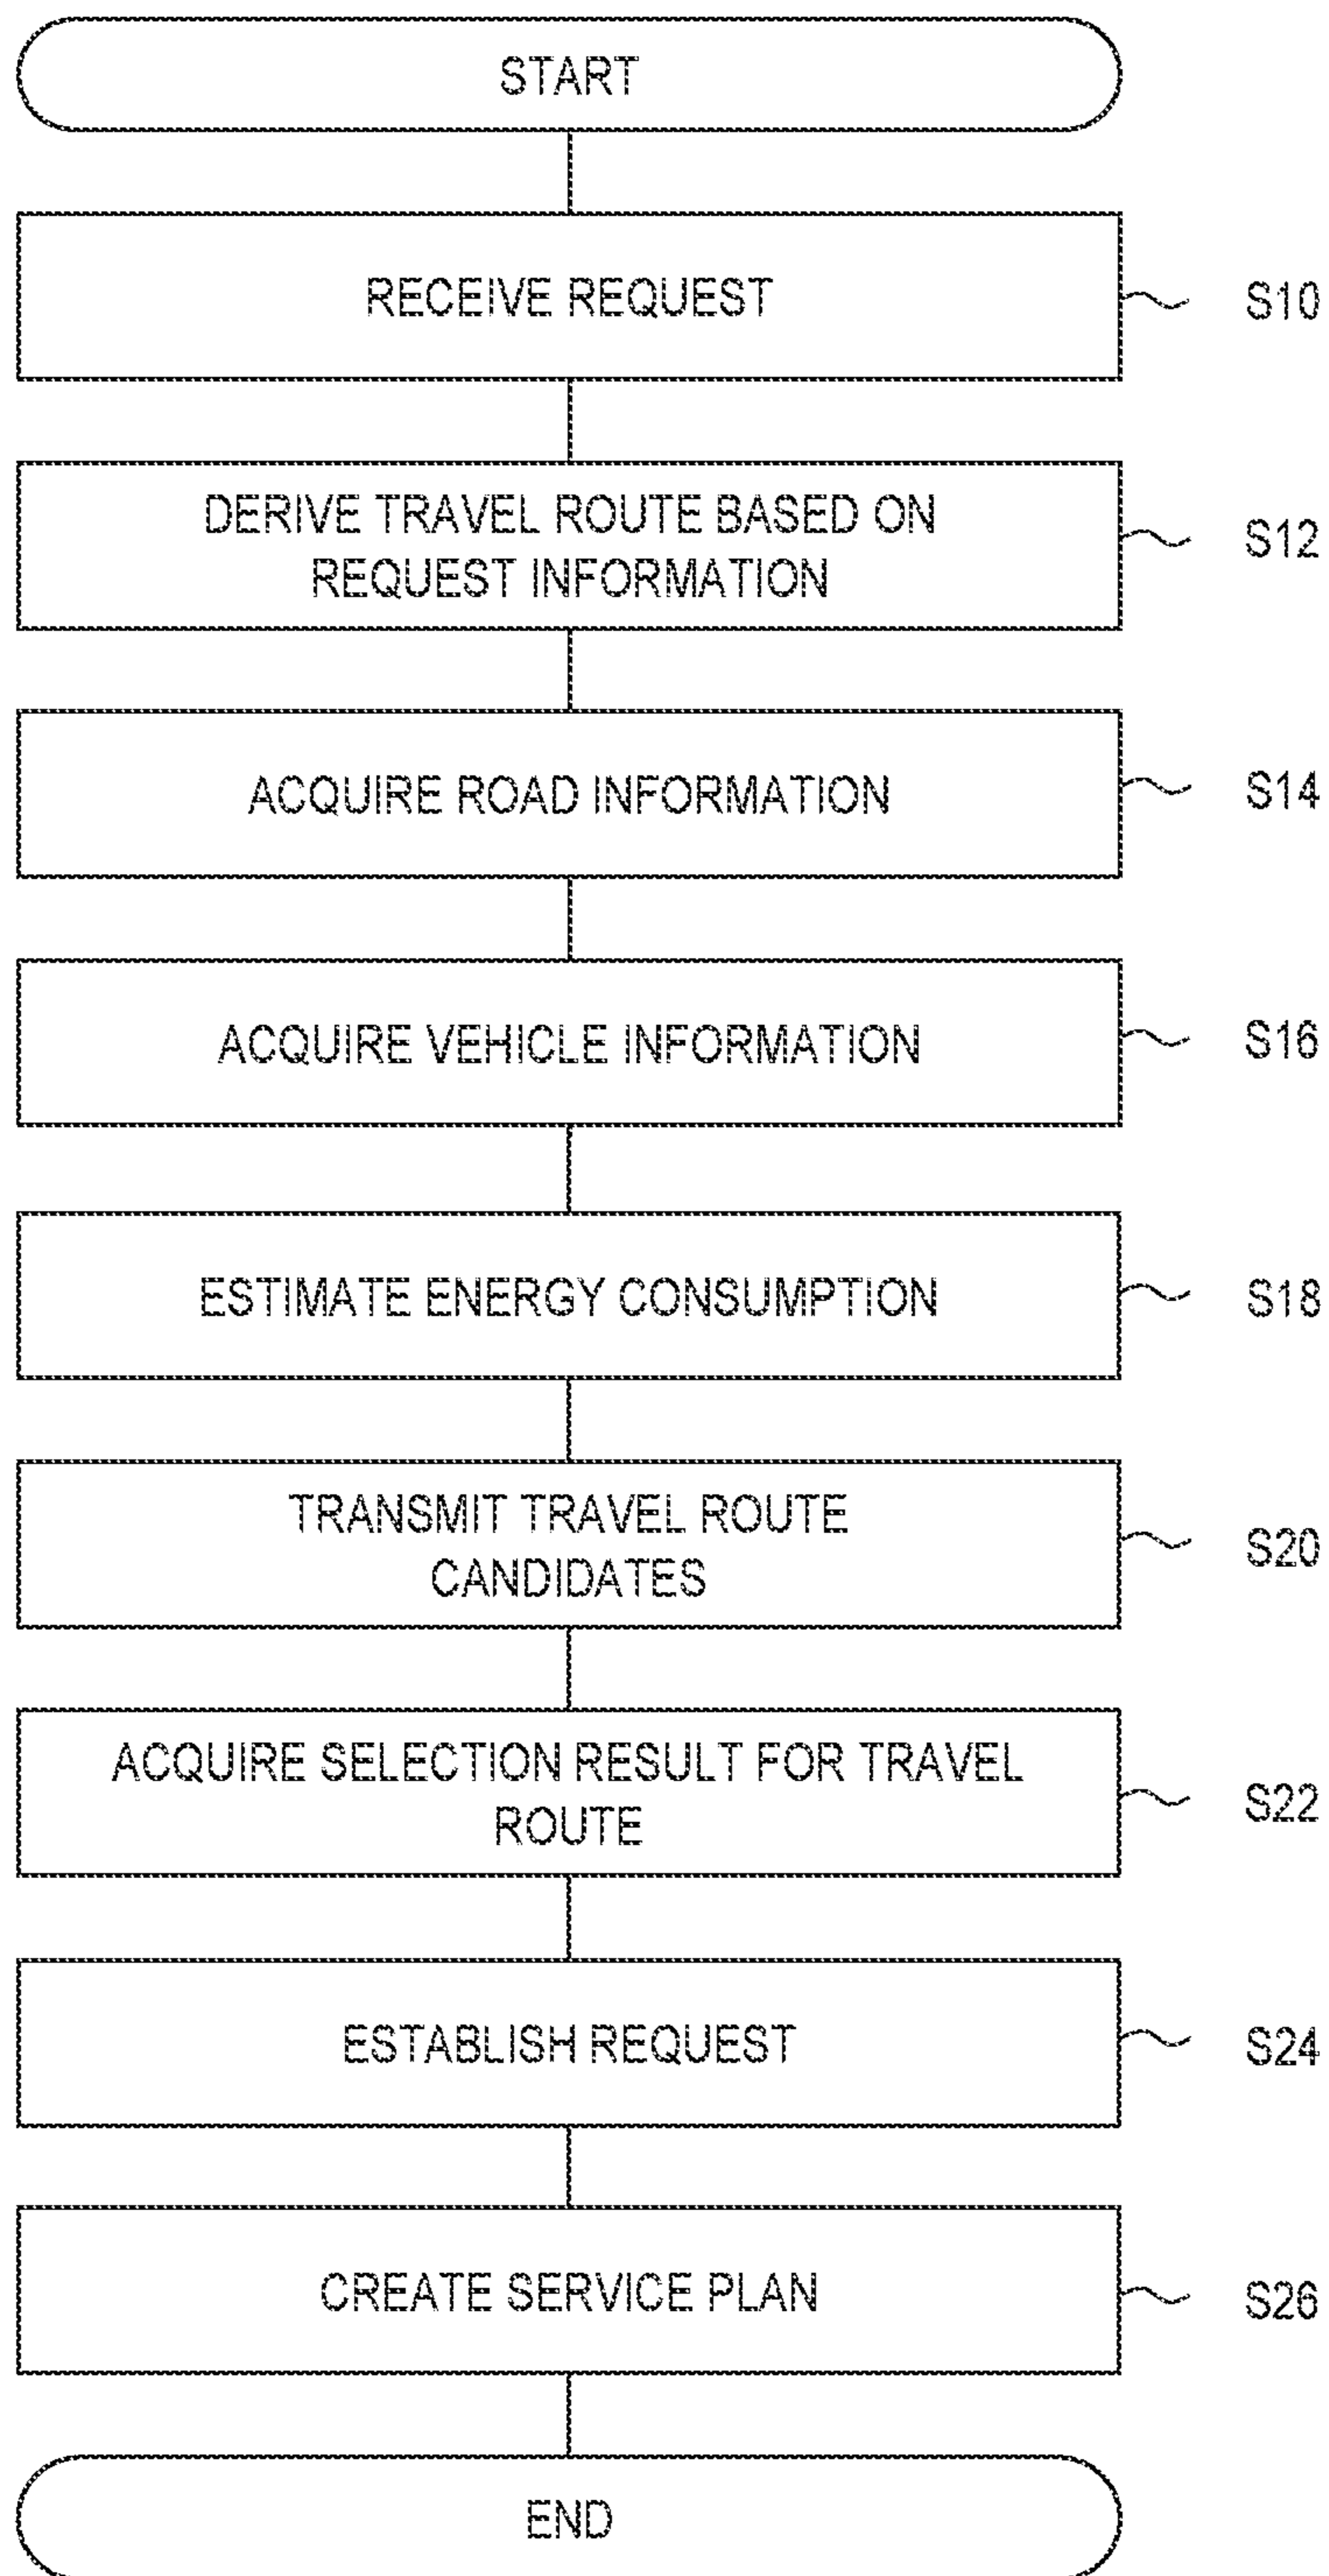 START
RECEIVE REQUEST
S10
DERIVE TRAVEL ROUTE BASED ON
REQUEST INFORMATION
S12
ACQUIRE ROAD INFORMATION
S14
ACQUIRE VEHICLE INFORMATION
S16
ESTIMATE ENERGY CONSUMPTION
S18
TRANSMIT TRAVEL ROUTE
CANDIDATES
S20
ACQUIRE SELECTION RESULT FOR TRAVEL
ROUTE
S22
ESTABLISH REQUEST
S24
CREATE SERVICE PLAN
S26
END